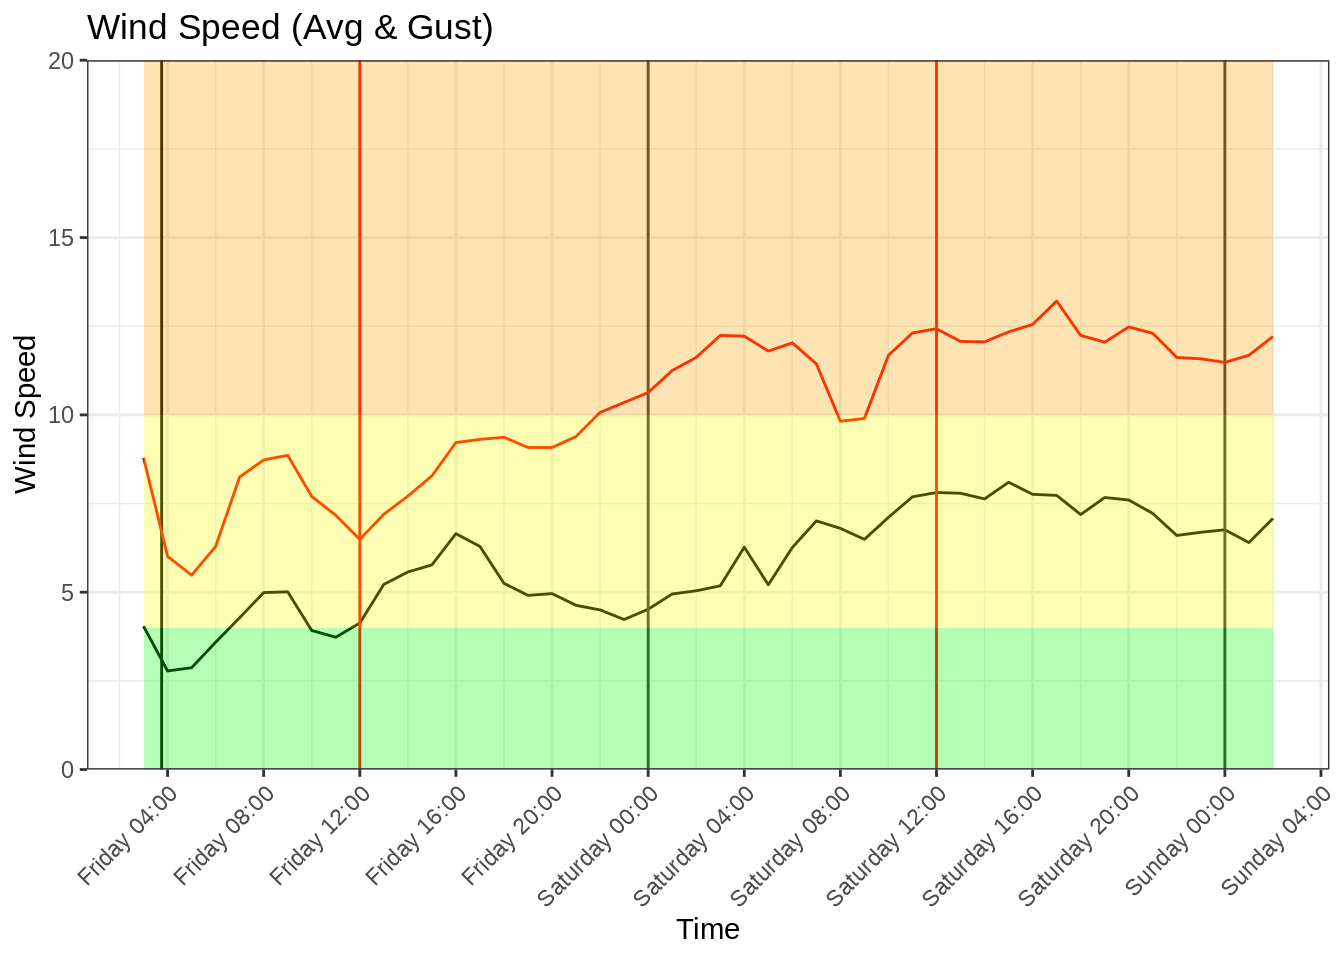 Wind Speed (Avg & Gust)
20
15
10
5
0
Wind Speed
Friday 04:00
Friday 08:00
Friday 12:00
Friday 16:00
Friday 20:00
Saturday 00:00
Saturday 04:00
Saturday 08:00
Saturday 12:00
Saturday 16:00
Saturday 20:00
Sunday 00:00
Sunday 04:00
Time